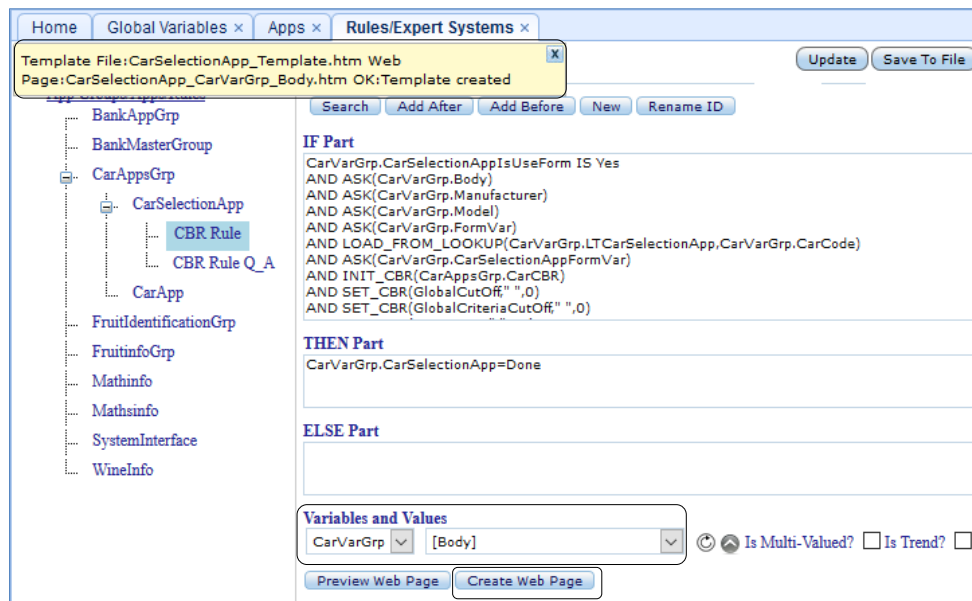 Home Global Variables × Apps × Rules/Expert Systems ×
Template File:CarSelectionApp_Template.htm Web
Page:CarSelectionApp_CarVarGrp_Body.htm OK:Template created
X
Update Save To File
Search Add After Add Before New Rename ID
BankAppGrp
BankMasterGroup
CarAppsGrp
CarSelectionApp
CBR Rule
CBR Rule Q_A
CarApp
FruitIdentificationGrp
FruitinfoGrp
Mathinfo
Mathsinfo
SystemInterface
WineInfo
IF Part
CarVarGrp.CarSelectionAppIsUseForm IS Yes
AND ASK(CarVarGrp.Body)
AND ASK(CarVarGrp.Manufacturer)
AND ASK(CarVarGrp.Model)
AND ASK(CarVarGrp.FormVar)
AND LOAD_FROM_LOOKUP(CarVarGrp.LTCarSelectionApp,CarVarGrp.CarCode)
AND ASK(CarVarGrp.CarSelectionAppFormVar)
AND INIT_CBR(CarAppsGrp.CarCBR)
AND SET_CBR(GlobalCutOff," ",0)
AND SET_CBR(GlobalCriteriaCutOff," ",0)
THEN Part
CarVarGrp.CarSelectionApp=Done
ELSE Part
Variables and Values
CarVarGrp [Body] Is Multi-Valued? Is Trend?
Preview Web Page Create Web Page